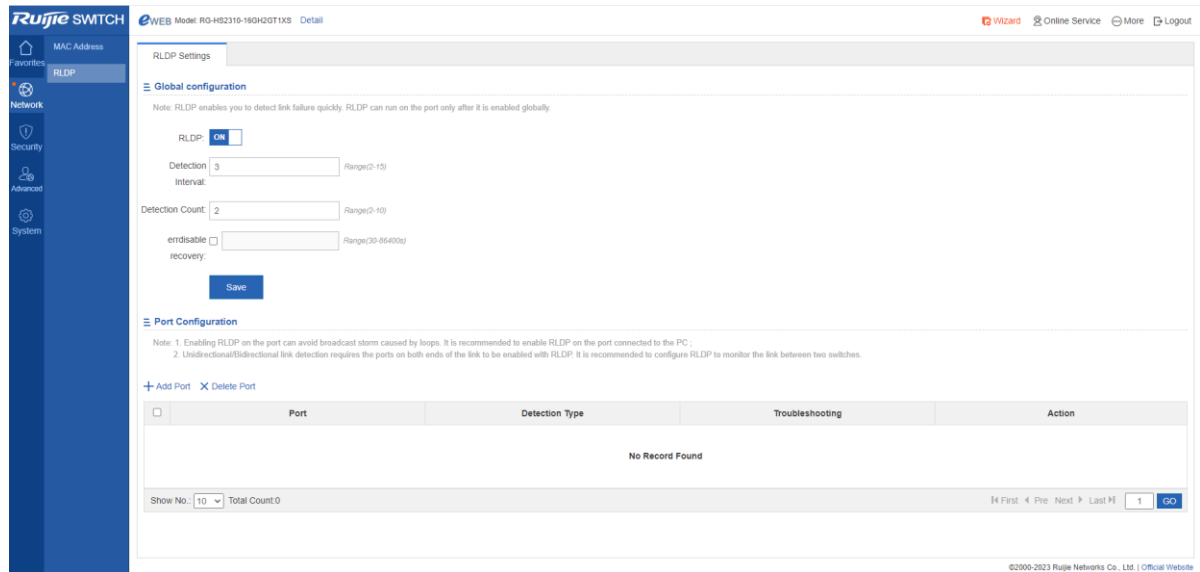 Ruijie SWITCH
eWEB Model: RG-HS2310-16GH2GT1XS Detail
Wizard Online Service More Logout
Favorites
Network
Security
Advanced
System
MAC Address
RLDP
RLDP Settings
Global configuration
Note: RLDP enables you to detect link failure quickly. RLDP can run on the port only after it is enabled globally.
RLDP: ON
Detection Interval: 3 Range(2-15)
Detection Count: 2 Range(2-10)
errdisable recovery: Range(30-86400s)
Save
Port Configuration
Note: 1. Enabling RLDP on the port can avoid broadcast storm caused by loops. It is recommended to enable RLDP on the port connected to the PC ;
2. Unidirectional/Bidirectional link detection requires the ports on both ends of the link to be enabled with RLDP. It is recommended to configure RLDP to monitor the link between two switches.
Add Port Delete Port
Port Detection Type Troubleshooting Action
No Record Found
Show No.: 10 Total Count:0
First Pre Next Last 1 GO
©2000-2023 Ruijie Networks Co., Ltd. | Official Website